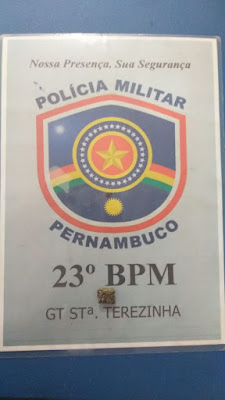 Nossa Presença, Sua Segurança
POLÍCIA MILITAR
PERNAMBUCO
23º BPM
GT STª. TEREZINHA